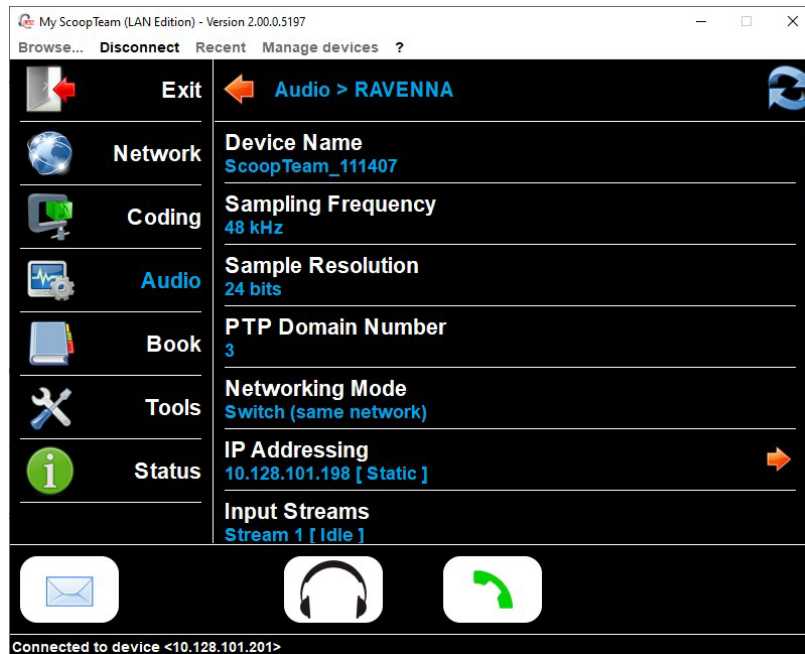 My ScoopTeam (LAN Edition) - Version 2.00.0.5197
Browse... Disconnect Recent Manage devices ?
Exit
Network
Coding
Audio
Book
Tools
Status
Audio > RAVENNA
Device Name
ScoopTeam_111407
Sampling Frequency
48 kHz
Sample Resolution
24 bits
PTP Domain Number
3
Networking Mode
Switch (same network)
IP Addressing
10.128.101.198 [ Static ]
Input Streams
Stream 1 [ Idle ]
Connected to device <10.128.101.201>